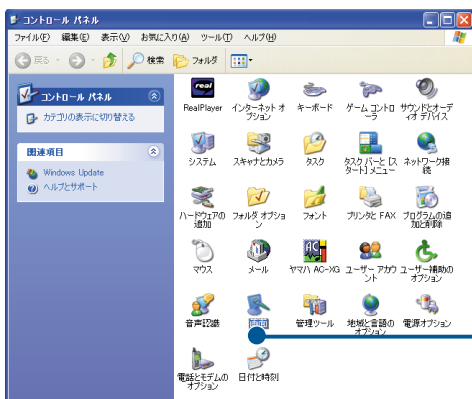 コントロール パネル
ファイル(F) 編集(E) 表示(V) お気に入り(A) ツール(T) ヘルプ(H)
戻る 検索 フォルダ
コントロール パネル
カテゴリの表示に切り替える
関連項目
Windows Update
ヘルプとサポート
real
RealPlayer
インターネット オ
プション
キーボード
ゲーム コントロ
ーラ
サウンドとオーデ
ィオ デバイス
システム
スキャナとカメラ
タスク
タスク バーと [ス
タート] メニュー
ネットワーク接
続
ハードウェアの
追加
フォルダ オプショ
ン
フォント
プリンタと FAX
プログラムの追
加と削除
マウス
メール
AC
XG
ヤマハ AC-XG
ユーザー アカウ
ント
ユーザー補助の
オプション
音声認識
画面
管理ツール
地域と言語の
オプション
電源オプション
電話とモデムの
オプション
日付と時刻